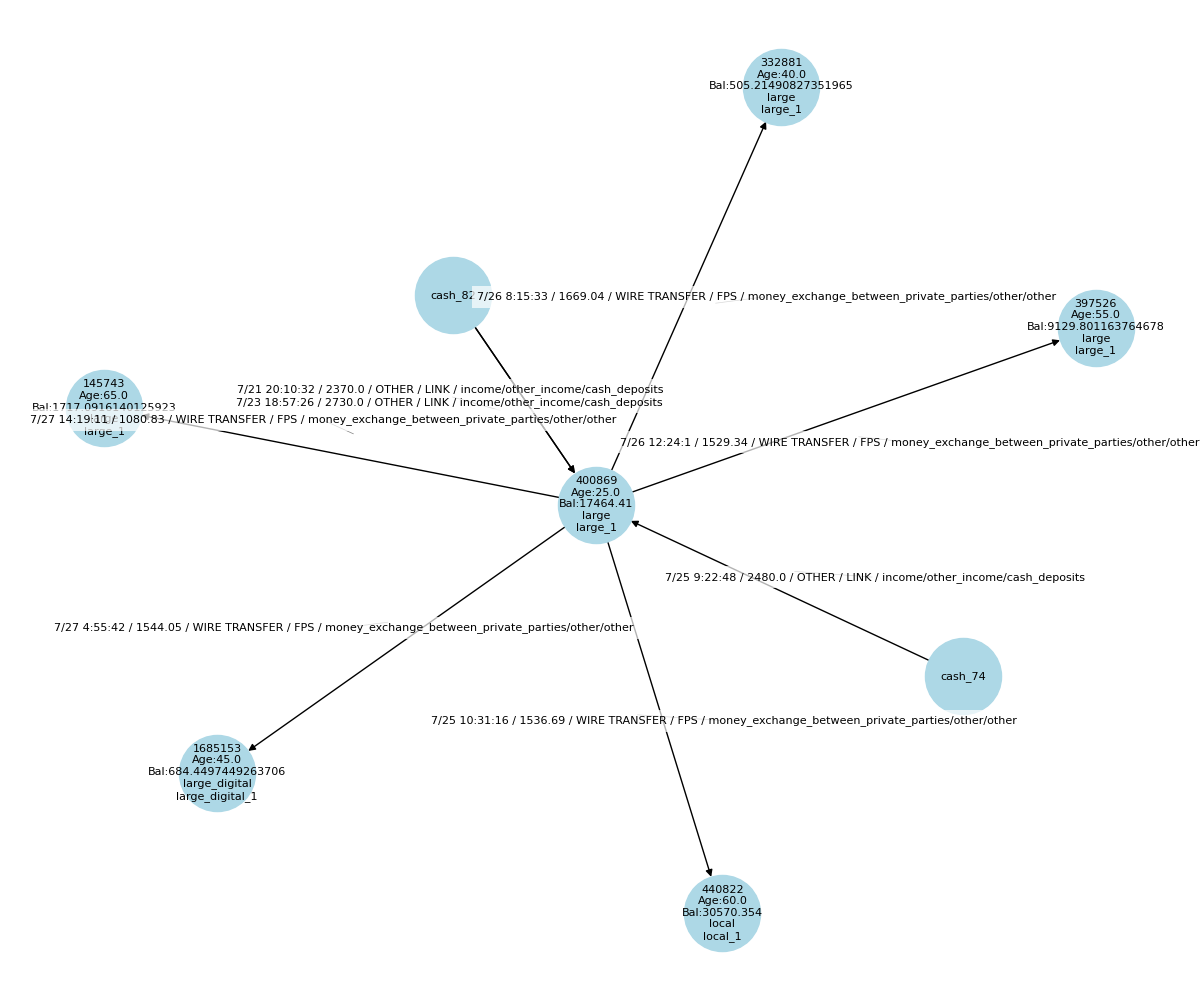 332881
Age:40.0
Bal:505.21490827351965
large
large_1
7/26 8:15:33 / 1669.04 / WIRE TRANSFER / FPS / money_exchange_between_private_parties/other/other
397526
Age:55.0
Bal:9129.801163764678
large
large_1
145743
Age:65.0
Bal:1717.0916140125923
large_1
7/21 20:10:32 / 2370.0 / OTHER / LINK / income/other_income/cash_deposits
7/23 18:57:26 / 2730.0 / OTHER / LINK / income/other_income/cash_deposits
7/27 14:19:11 / 1080.83 / WIRE TRANSFER / FPS / money_exchange_between_private_parties/other/other
7/26 12:24:1 / 1529.34 / WIRE TRANSFER / FPS / money_exchange_between_private_parties/other/other
400869
Age:25.0
Bal:17464.41
large
large_1
7/25 9:22:48 / 2480.0 / OTHER / LINK / income/other_income/cash_deposits
7/27 4:55:42 / 1544.05 / WIRE TRANSFER / FPS / money_exchange_between_private_parties/other/other
cash_74
7/25 10:31:16 / 1536.69 / WIRE TRANSFER / FPS / money_exchange_between_private_parties/other/other
1685153
Age:45.0
Bal:684.4497449263706
large_digital
large_digital_1
440822
Age:60.0
Bal:30570.354
local
local_1